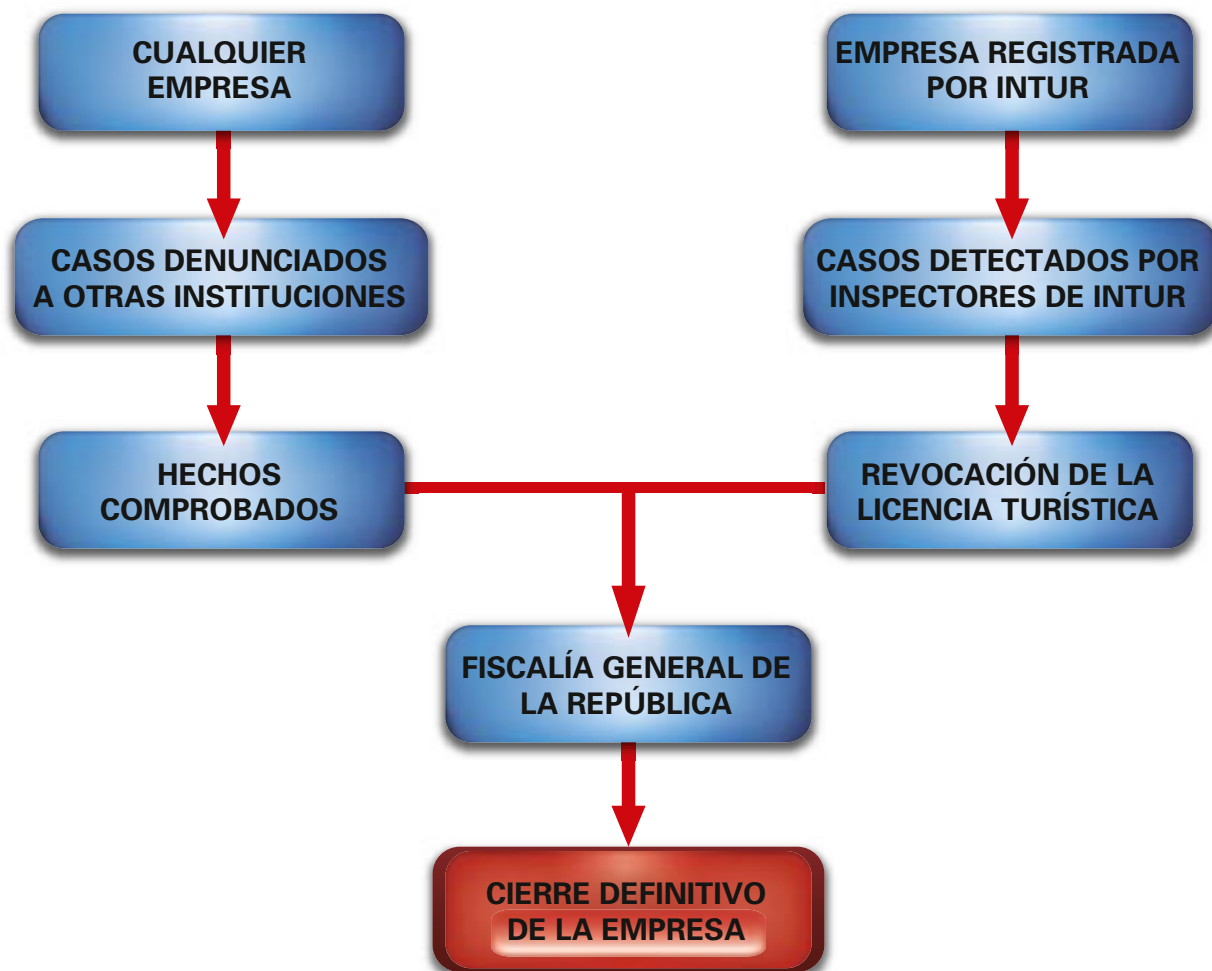 CUALQUIER
EMPRESA
EMPRESA REGISTRADA
POR INTUR
CASOS DENUNCIADOS
A OTRAS INSTITUCIONES
CASOS DETECTADOS POR
INSPECTORES DE INTUR
HECHOS
COMPROBADOS
REVOCACIÓN DE LA
LICENCIA TURÍSTICA
FISCALÍA GENERAL DE
LA REPÚBLICA
CIERRE DEFINITIVO
DE LA EMPRESA